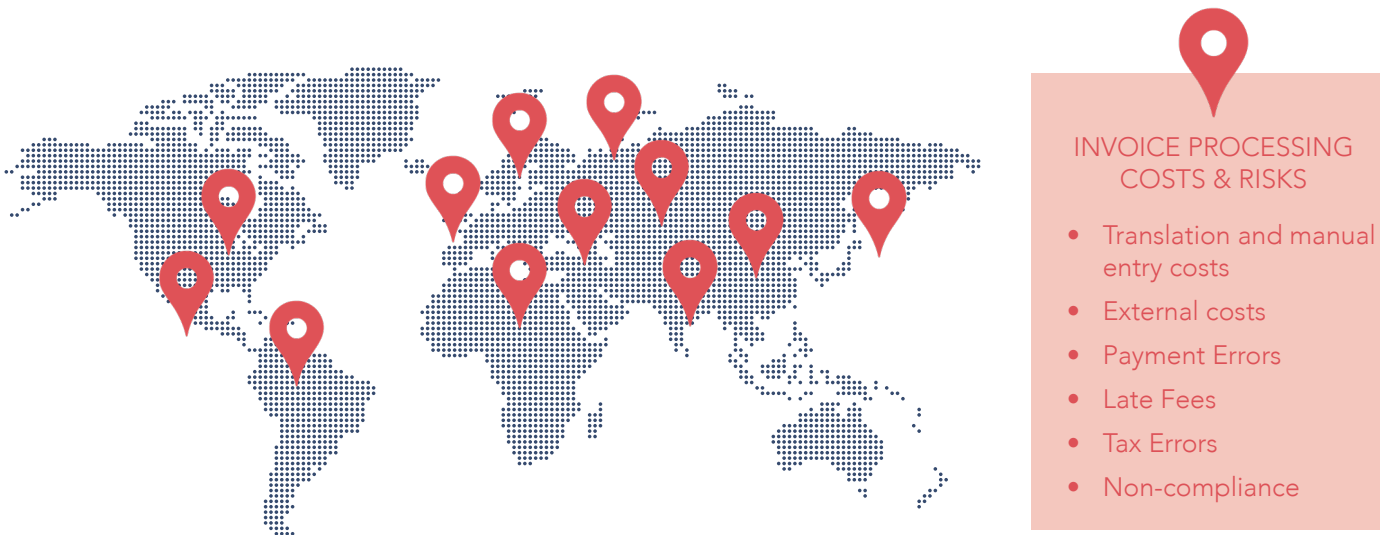 INVOICE PROCESSING
COSTS & RISKS
• Translation and manual
entry costs
• External costs
• Payment Errors
• Late Fees
• Tax Errors
• Non-compliance